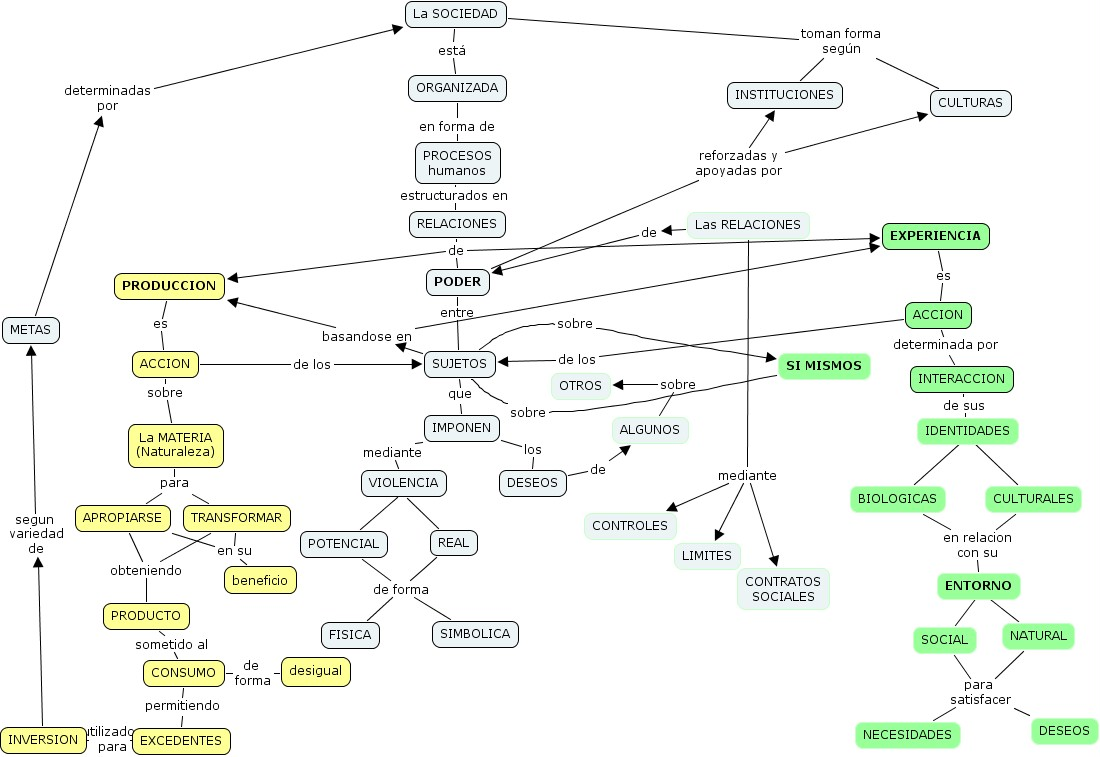 La SOCIEDAD
está
ORGANIZADA
en forma de
PROCESOS
humanos
estructurados en
RELACIONES
de
PODER
entre
SUJETOS
que
IMPONEN
mediante
VIOLENCIA
POTENCIAL
REAL
de forma
FISICA
SIMBOLICA
los
DESEOS
de
ALGUNOS
sobre
OTROS
toman forma
según
INSTITUCIONES
CULTURAS
reforzadas y
apoyadas por
Las RELACIONES
de
mediante
CONTROLES
LIMITES
CONTRATOS
SOCIALES
determinadas
por
METAS
segun
variedad
de
INVERSION
utilizado
para
EXCEDENTES
permitiendo
CONSUMO
de
forma
desigual
sometido al
PRODUCTO
obteniendo
APROPIARSE
TRANSFORMAR
en su
beneficio
para
La MATERIA
(Naturaleza)
sobre
ACCION
es
PRODUCCION
de los
basandose en
sobre
sobre
SI MISMOS
de los
EXPERIENCIA
es
ACCION
determinada por
INTERACCION
de sus
IDENTIDADES
BIOLOGICAS
CULTURALES
en relacion
con su
ENTORNO
SOCIAL
NATURAL
para
satisfacer
NECESIDADES
DESEOS